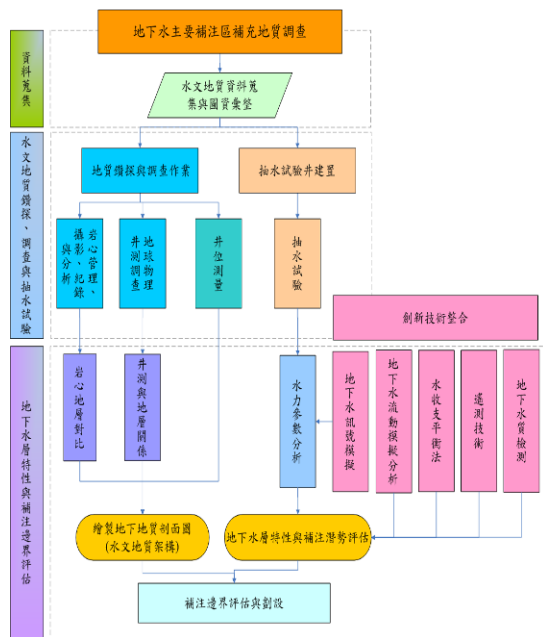 地下水主要補注區補充地質調查
資料蒐集
水文地質資料蒐
集與圖資彙整
水文地質鑽探、調查與抽水試驗
地質鑽探與調查作業
抽水試驗井建置
岩心管理、
攝影、紀錄
與分析
地球物理
井測調查
井位測量
抽水試驗
創新技術整合
地下水層特性與補注邊界評估
岩心地層對比
井測與地層關係
水力參數分析
地下水訊號模擬
地下水流動模擬分析
水收支平衡法
遙測技術
地下水質檢測
繪製地下地質剖面圖
(水文地質架構)
地下水層特性與補注潛勢評估
補注邊界評估與劃設